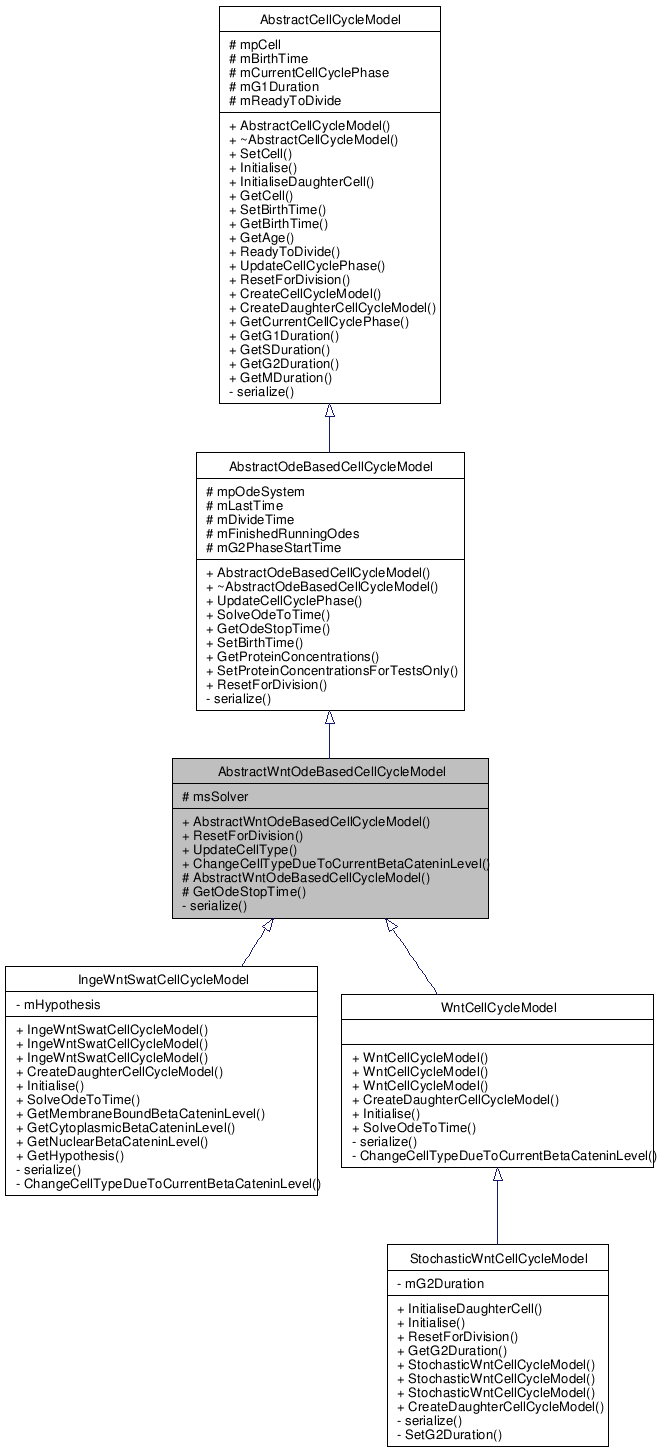 AbstractCellCycleModel
# mpCell
# mBirthTime
# mCurrentCellCyclePhase
# mG1Duration
# mReadyToDivide
+ AbstractCellCycleModel()
+ ~AbstractCellCycleModel()
+ SetCell()
+ Initialise()
+ InitialiseDaughterCell()
+ GetCell()
+ SetBirthTime()
+ GetBirthTime()
+ GetAge()
+ ReadyToDivide()
+ UpdateCellCyclePhase()
+ ResetForDivision()
+ CreateCellCycleModel()
+ CreateDaughterCellCycleModel()
+ GetCurrentCellCyclePhase()
+ GetG1Duration()
+ GetSDuration()
+ GetG2Duration()
+ GetMDuration()
- serialize()
AbstractOdeBasedCellCycleModel
# mpOdeSystem
# mLastTime
# mDivideTime
# mFinishedRunningOdes
# mG2PhaseStartTime
+ AbstractOdeBasedCellCycleModel()
+ ~AbstractOdeBasedCellCycleModel()
+ UpdateCellCyclePhase()
+ SolveOdeToTime()
+ GetOdeStopTime()
+ SetBirthTime()
+ GetProteinConcentrations()
+ SetProteinConcentrationsForTestsOnly()
+ ResetForDivision()
- serialize()
AbstractWntOdeBasedCellCycleModel
# msSolver
+ AbstractWntOdeBasedCellCycleModel()
+ ResetForDivision()
+ UpdateCellType()
+ ChangeCellTypeDueToCurrentBetaCateninLevel()
# AbstractWntOdeBasedCellCycleModel()
# GetOdeStopTime()
- serialize()
IngeWntSwatCellCycleModel
- mHypothesis
+ IngeWntSwatCellCycleModel()
+ IngeWntSwatCellCycleModel()
+ IngeWntSwatCellCycleModel()
+ CreateDaughterCellCycleModel()
+ Initialise()
+ SolveOdeToTime()
+ GetMembraneBoundBetaCateninLevel()
+ GetCytoplasmicBetaCateninLevel()
+ GetNuclearBetaCateninLevel()
+ GetHypothesis()
- serialize()
- ChangeCellTypeDueToCurrentBetaCateninLevel()
WntCellCycleModel
+ WntCellCycleModel()
+ WntCellCycleModel()
+ WntCellCycleModel()
+ CreateDaughterCellCycleModel()
+ Initialise()
+ SolveOdeToTime()
- serialize()
- ChangeCellTypeDueToCurrentBetaCateninLevel()
StochasticWntCellCycleModel
- mG2Duration
+ InitialiseDaughterCell()
+ Initialise()
+ ResetForDivision()
+ GetG2Duration()
+ StochasticWntCellCycleModel()
+ StochasticWntCellCycleModel()
+ StochasticWntCellCycleModel()
+ CreateDaughterCellCycleModel()
- serialize()
- SetG2Duration()